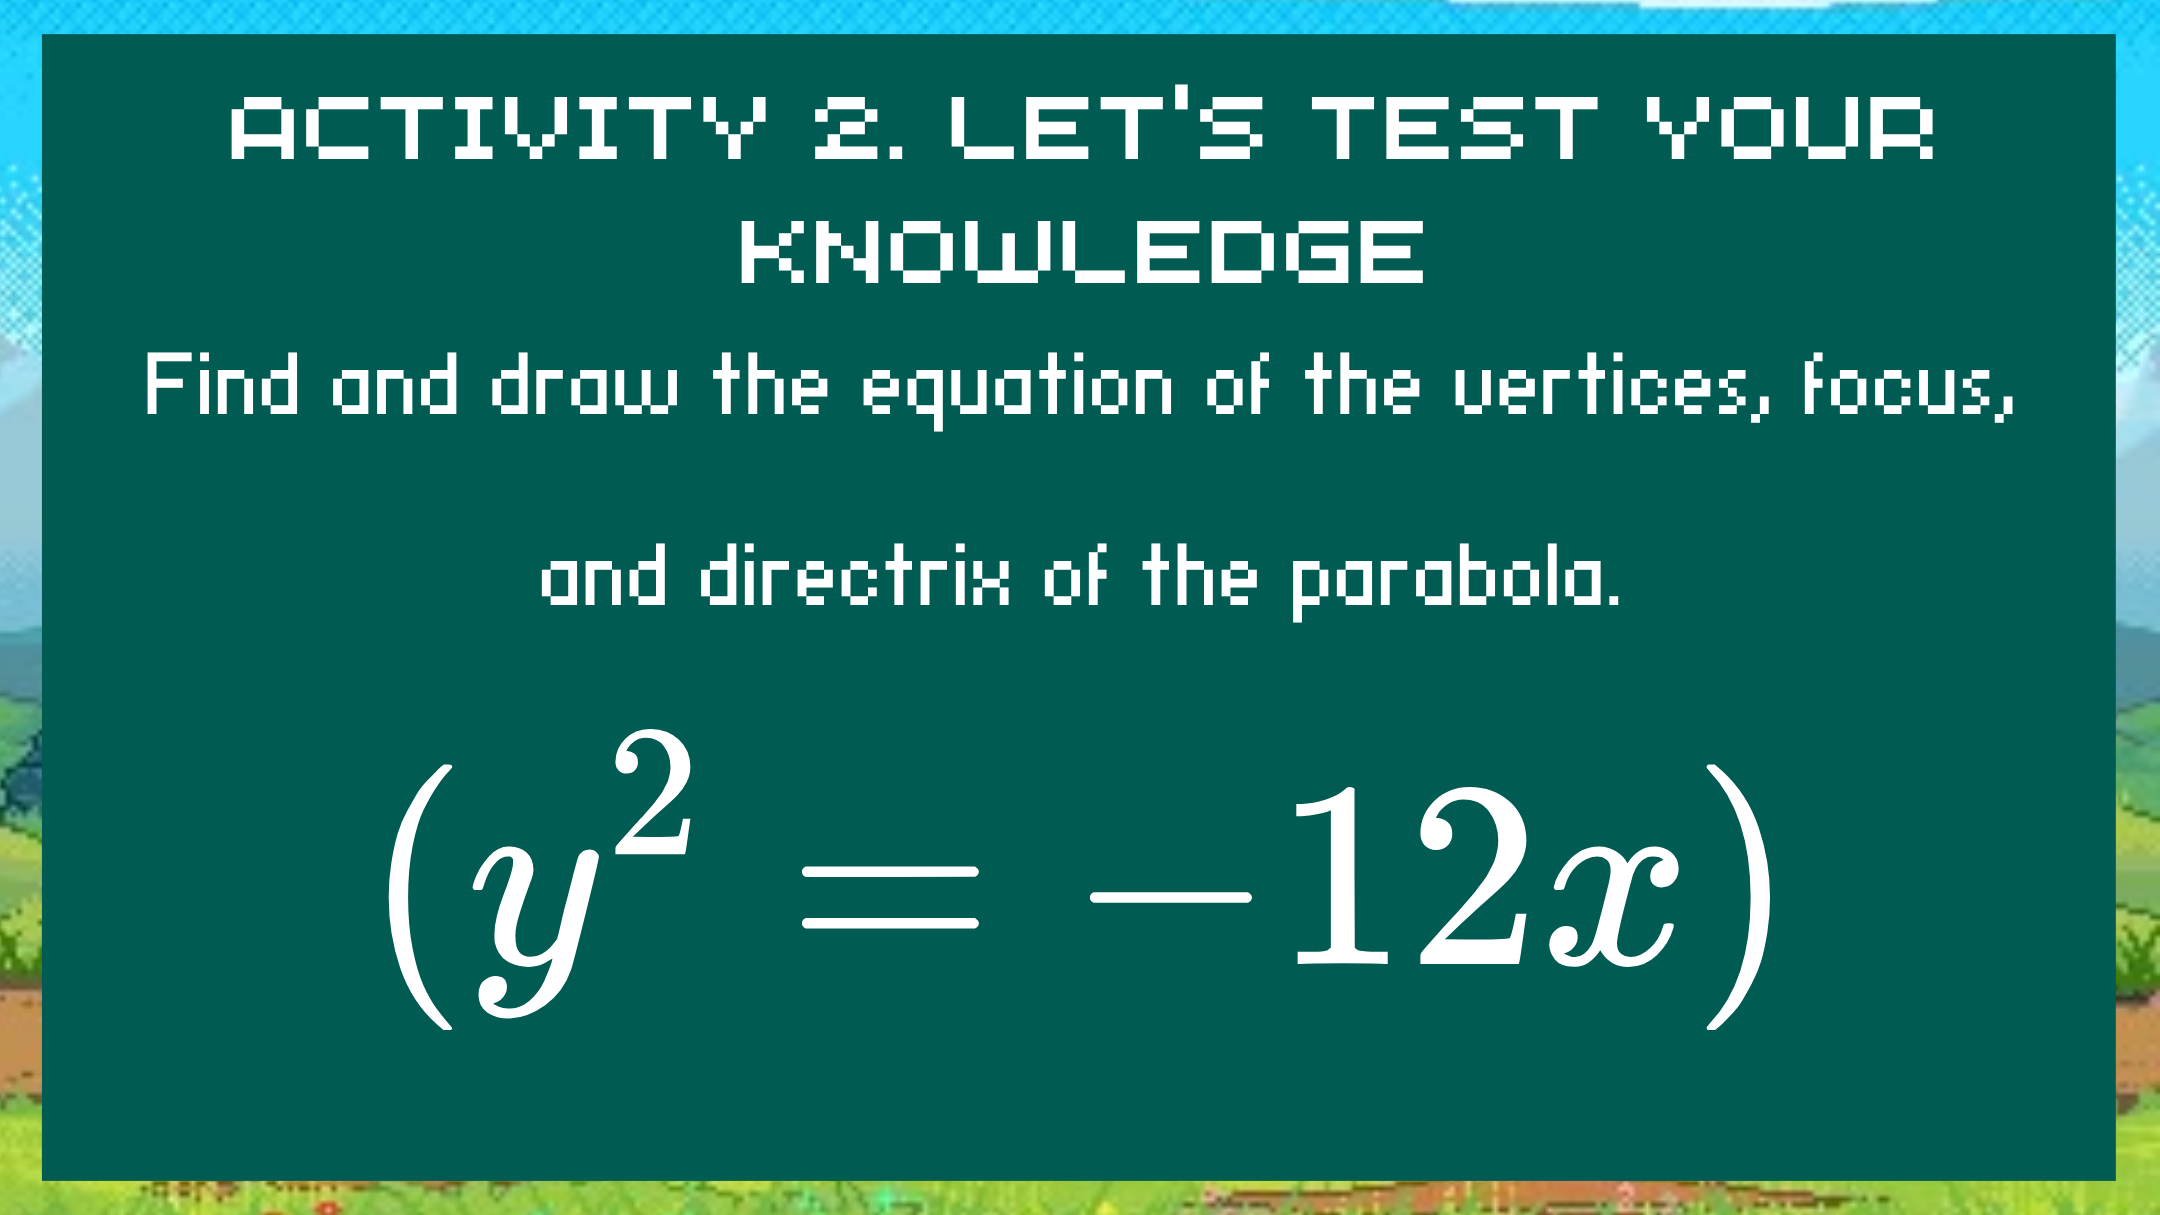 ACTIVITY 2. LET'S TEST YOUR
KNOWLEDGE
Find and draw the equation of the vertices, focus,
and directrix of the parabola.
(y² = −12x)